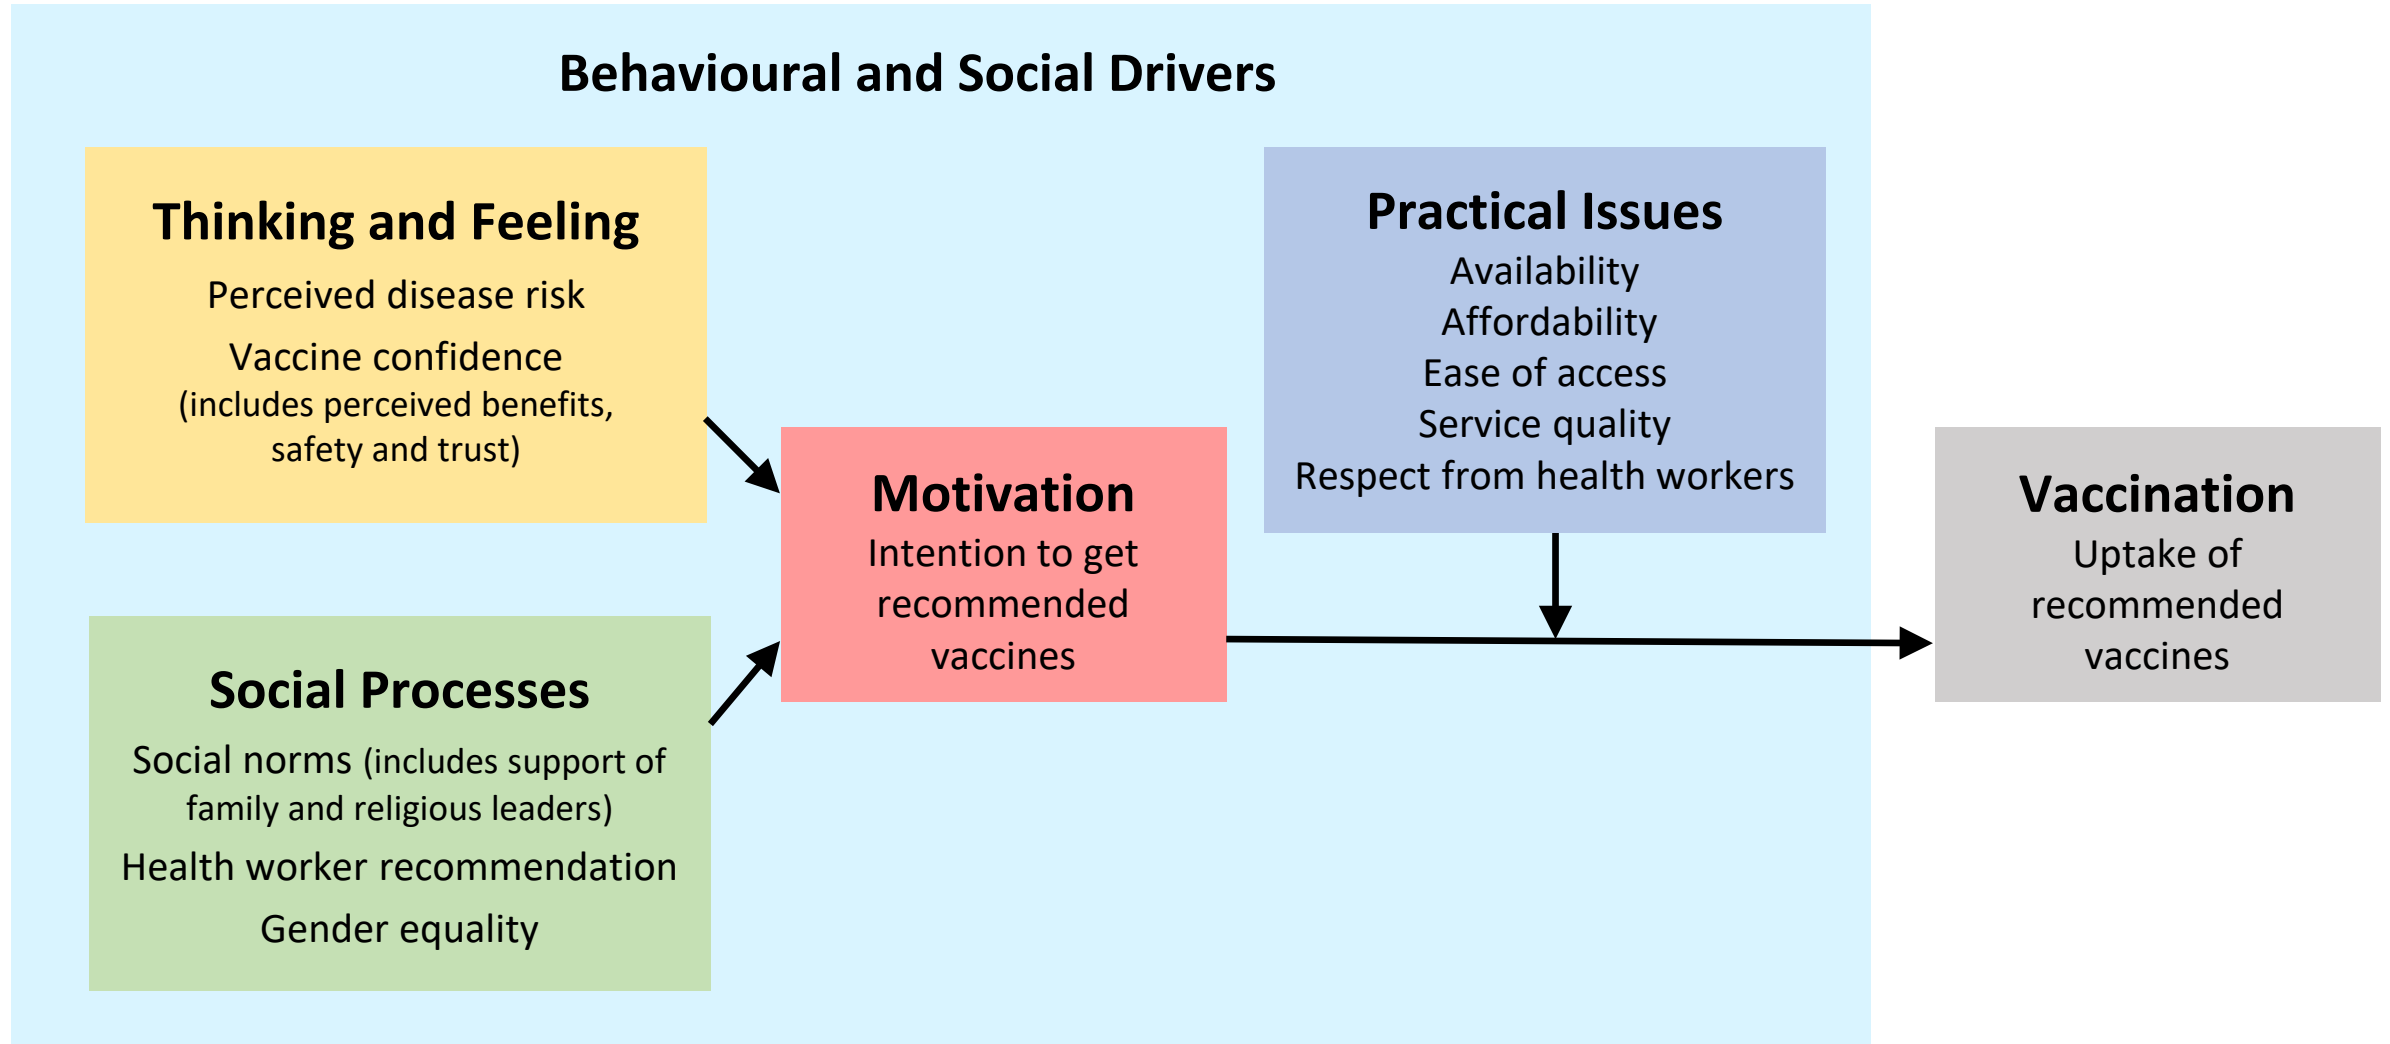 Behavioural and Social Drivers
Thinking and Feeling
Perceived disease risk
Vaccine confidence
(includes perceived benefits,
safety and trust)
Social Processes
Social norms (includes support of
family and religious leaders)
Health worker recommendation
Gender equality
Motivation
Intention to get
recommended
vaccines
Practical Issues
Availability
Affordability
Ease of access
Service quality
Respect from health workers
Vaccination
Uptake of
recommended
vaccines